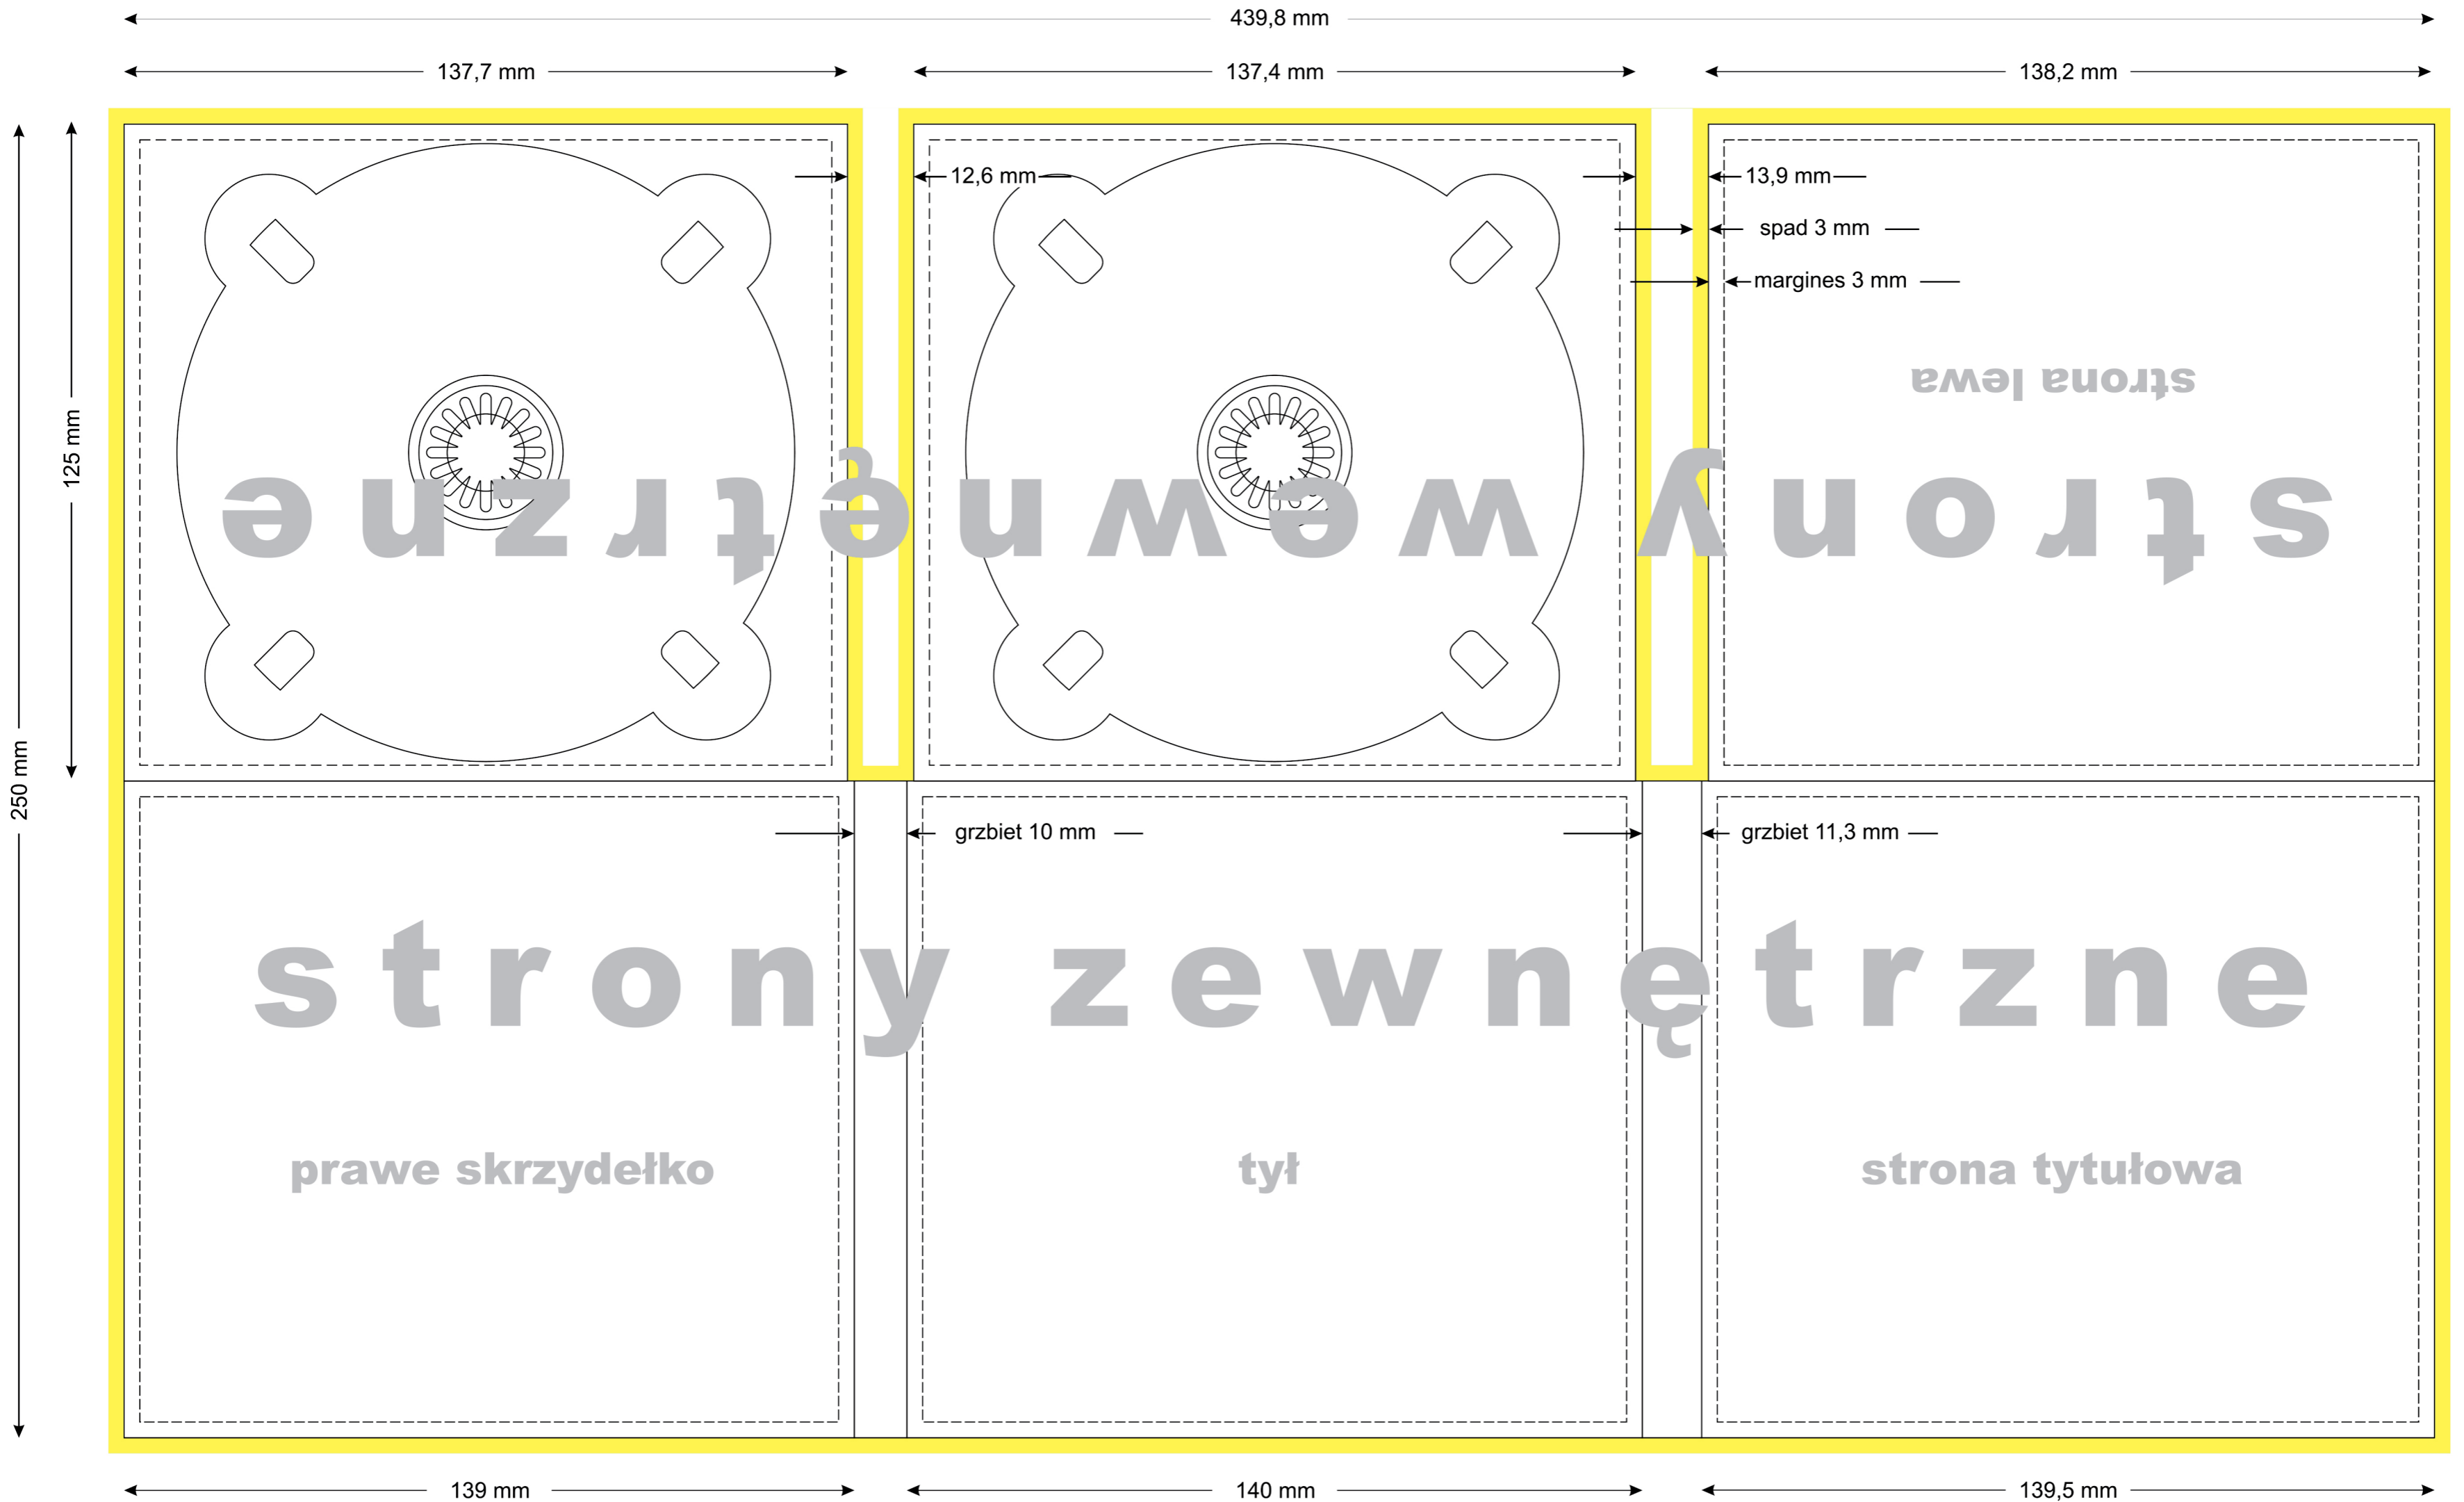 439,8 mm
137,7 mm
137,4 mm
138,2 mm
12,6 mm
13,9 mm
spad 3 mm
margines 3 mm
strona lewa
125 mm
strony wewnętrzne
250 mm
grzbiet 10 mm
grzbiet 11,3 mm
strony zewnętrzne
prawe skrzydełko
tył
strona tytułowa
139 mm
140 mm
139,5 mm